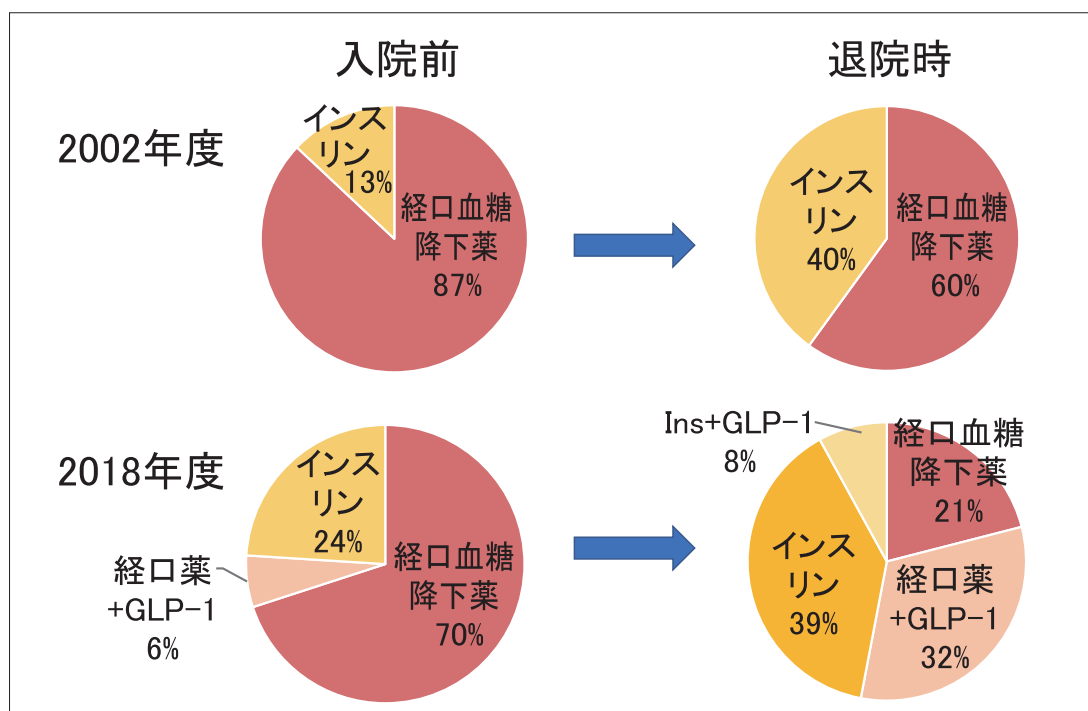 入院前
退院時
2002年度
インス
リン
13%
経口血糖
降下薬
87%
インス
リン
40%
経口血糖
降下薬
60%
2018年度
インス
リン
24%
経口薬
+GLP-1
6%
経口血糖
降下薬
70%
Ins+GLP-1
8%
経口血糖
降下薬
21%
インス
リン
39%
経口薬
+GLP-1
32%